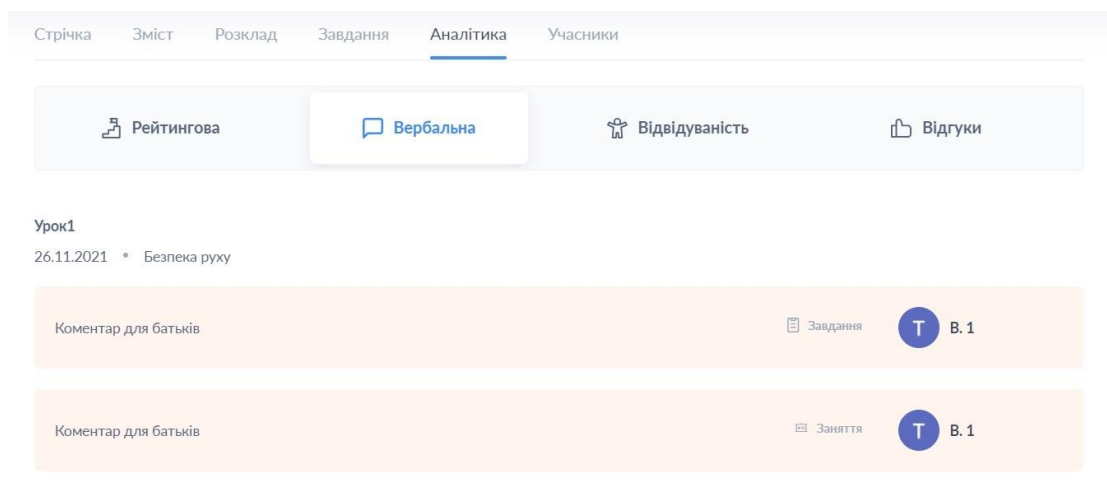 Стрічка Зміст Розклад Завдання Аналітика Учасники
Рейтингова Вербальна Відвідуваність Відгуки
Урок1
26.11.2021 • Безпека руху
Коментар для батьків Завдання T В. 1
Коментар для батьків Заняття T В. 1